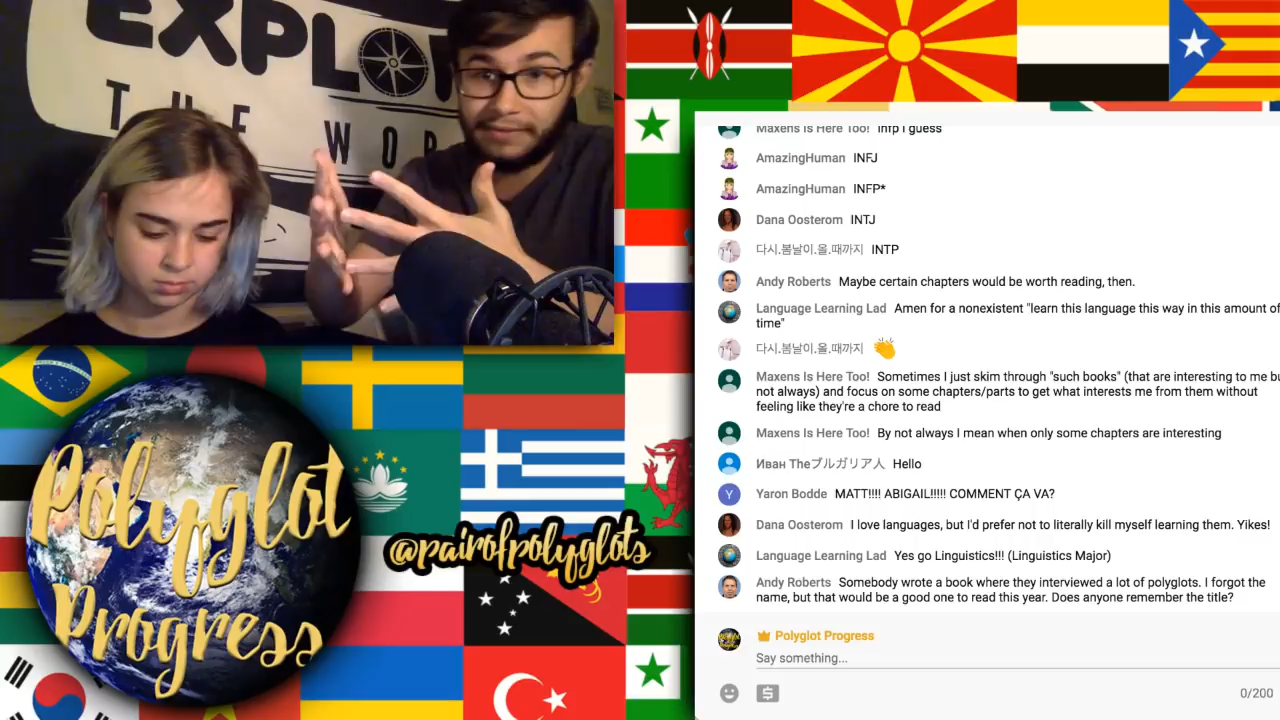 EXPLO
THE WOR
Polyglot
Progress
@pairofpolyglots
Maxens Is Here Too! Infp I guess
AmazingHuman INFJ
AmazingHuman INFP*
Dana Oosterom INTJ
다시.봄날이.올.때까지 INTP
Andy Roberts Maybe certain chapters would be worth reading, then.
Language Learning Lad Amen for a nonexistent "learn this language this way in this amount of
time"
다시.봄날이.올.때까지
Maxens Is Here Too! Sometimes I just skim through "such books" (that are interesting to me bu
not always) and focus on some chapters/parts to get what interests me from them without
feeling like they're a chore to read
Maxens Is Here Too! By not always I mean when only some chapters are interesting
Иван Theブルガリア人 Hello
Y
Yaron Bodde MATT!!!! ABIGAIL!!!!! COMMENT ÇA VA?
Dana Oosterom I love languages, but I'd prefer not to literally kill myself learning them. Yikes!
Language Learning Lad Yes go Linguistics!!! (Linguistics Major)
Andy Roberts Somebody wrote a book where they interviewed a lot of polyglots. I forgot the
name, but that would be a good one to read this year. Does anyone remember the title?
Polyglot Progress
Say something...
$
0/200